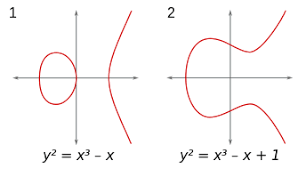 1
2
y² = x³ – x
y² = x³ – x + 1